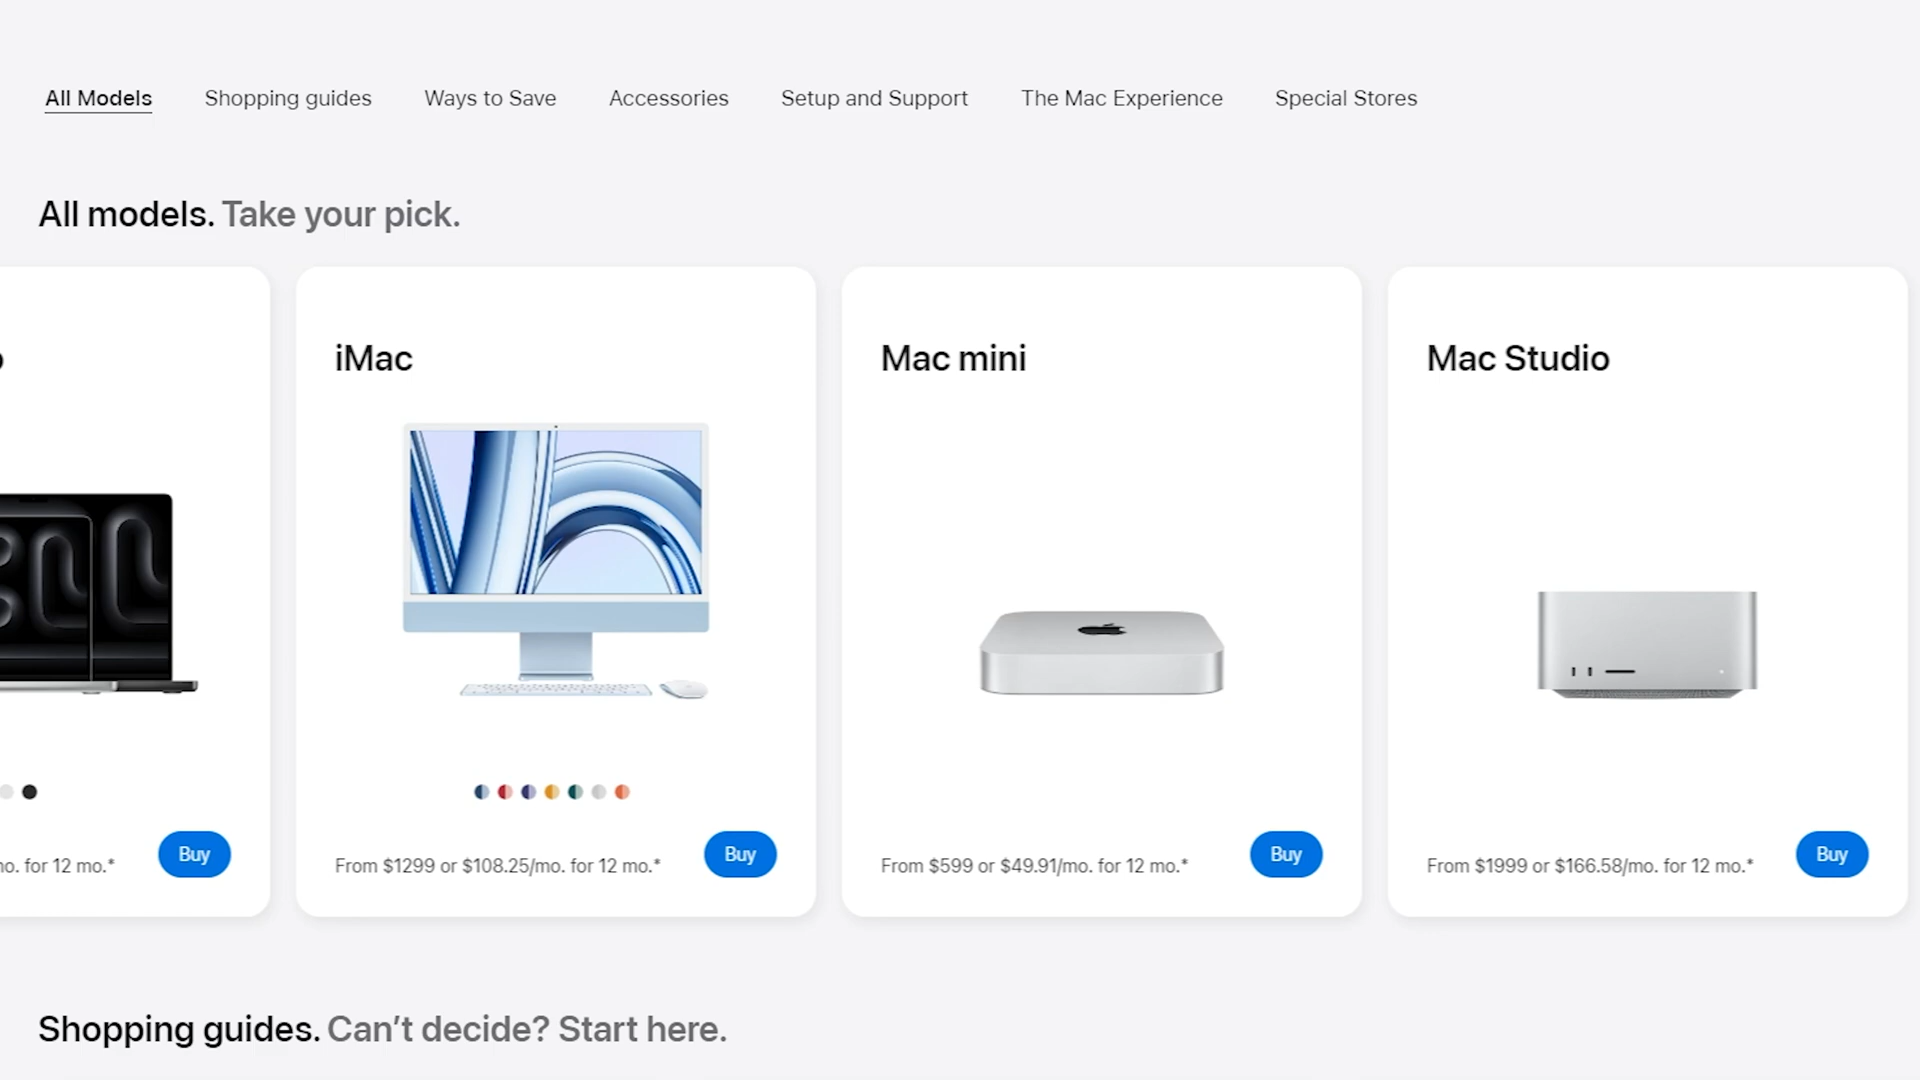 All Models Shopping guides Ways to Save Accessories Setup and Support The Mac Experience Special Stores
All models. Take your pick.
iMac
Mac mini
Mac Studio
o. for 12 mo.*
Buy
From $1299 or $108.25/mo. for 12 mo.*
Buy
From $599 or $49.91/mo. for 12 mo.*
Buy
From $1999 or $166.58/mo. for 12 mo.*
Buy
Shopping guides. Can’t decide? Start here.